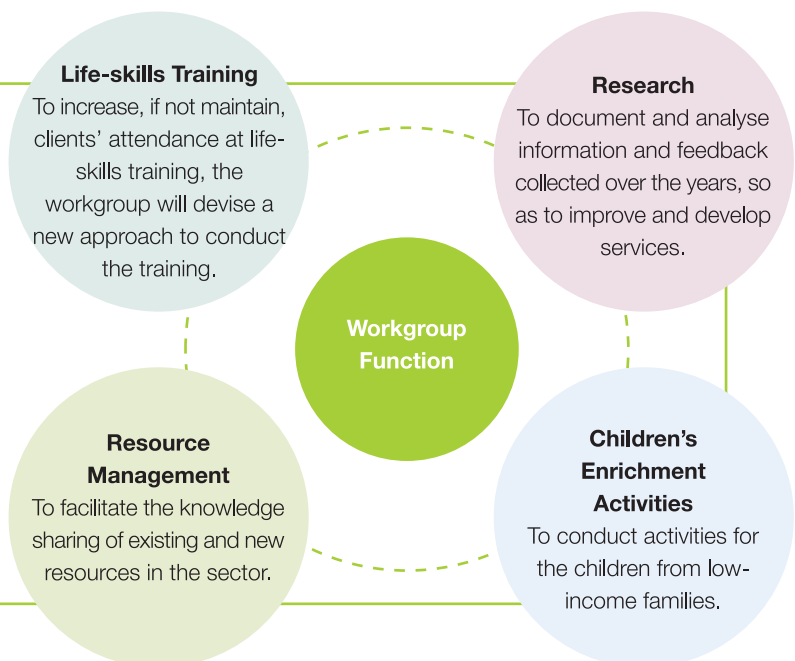 Life-skills Training
To increase, if not maintain,
clients’ attendance at life-
skills training, the
workgroup will devise a
new approach to conduct
the training.
Research
To document and analyse
information and feedback
collected over the years, so
as to improve and develop
services.
Workgroup
Function
Resource
Management
To facilitate the knowledge
sharing of existing and new
resources in the sector.
Children’s
Enrichment
Activities
To conduct activities for
the children from low-
income families.